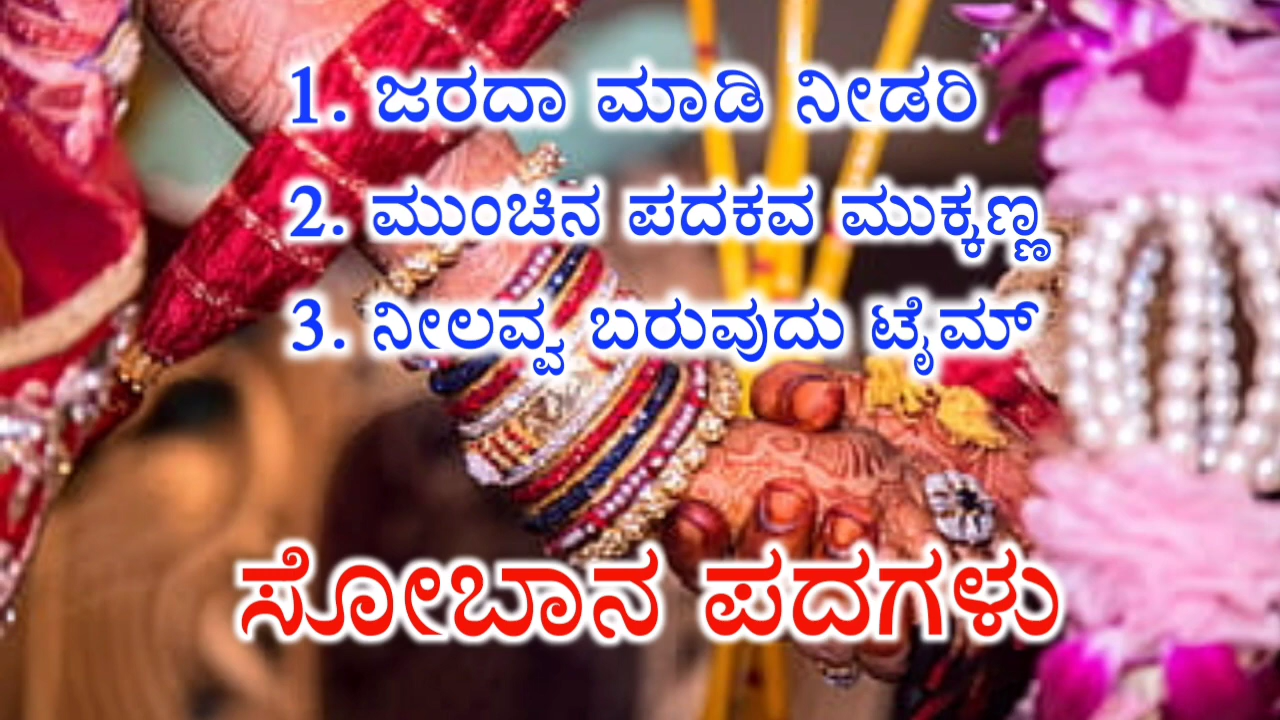 1. ಜರದಾ ಮಾಡಿ ನೀಡರಿ
2. ಮುಂಚಿನ ಪದಕವ ಮುಕ್ಕಣ್ಣ
3. ನೀಲವ್ವ ಬರುವುದು ಟೈಮ್
ಸೋಬಾನ ಪದಗಳು